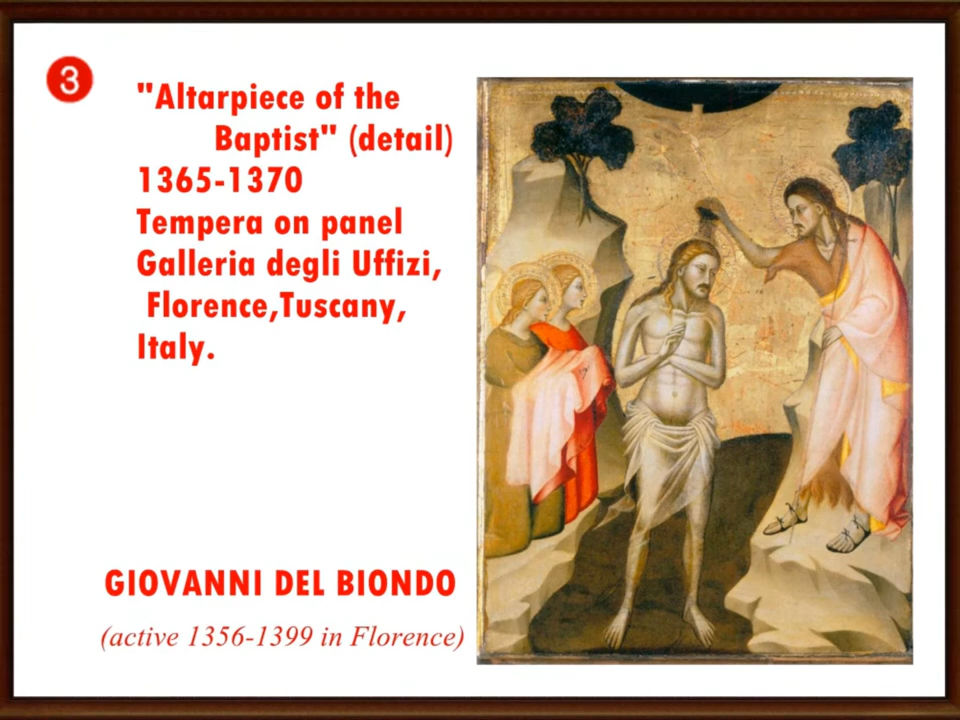 3
"Altarpiece of the
Baptist" (detail)
1365-1370
Tempera on panel
Galleria degli Uffizi,
Florence,Tuscany,
Italy.
GIOVANNI DEL BIONDO
(active 1356-1399 in Florence)